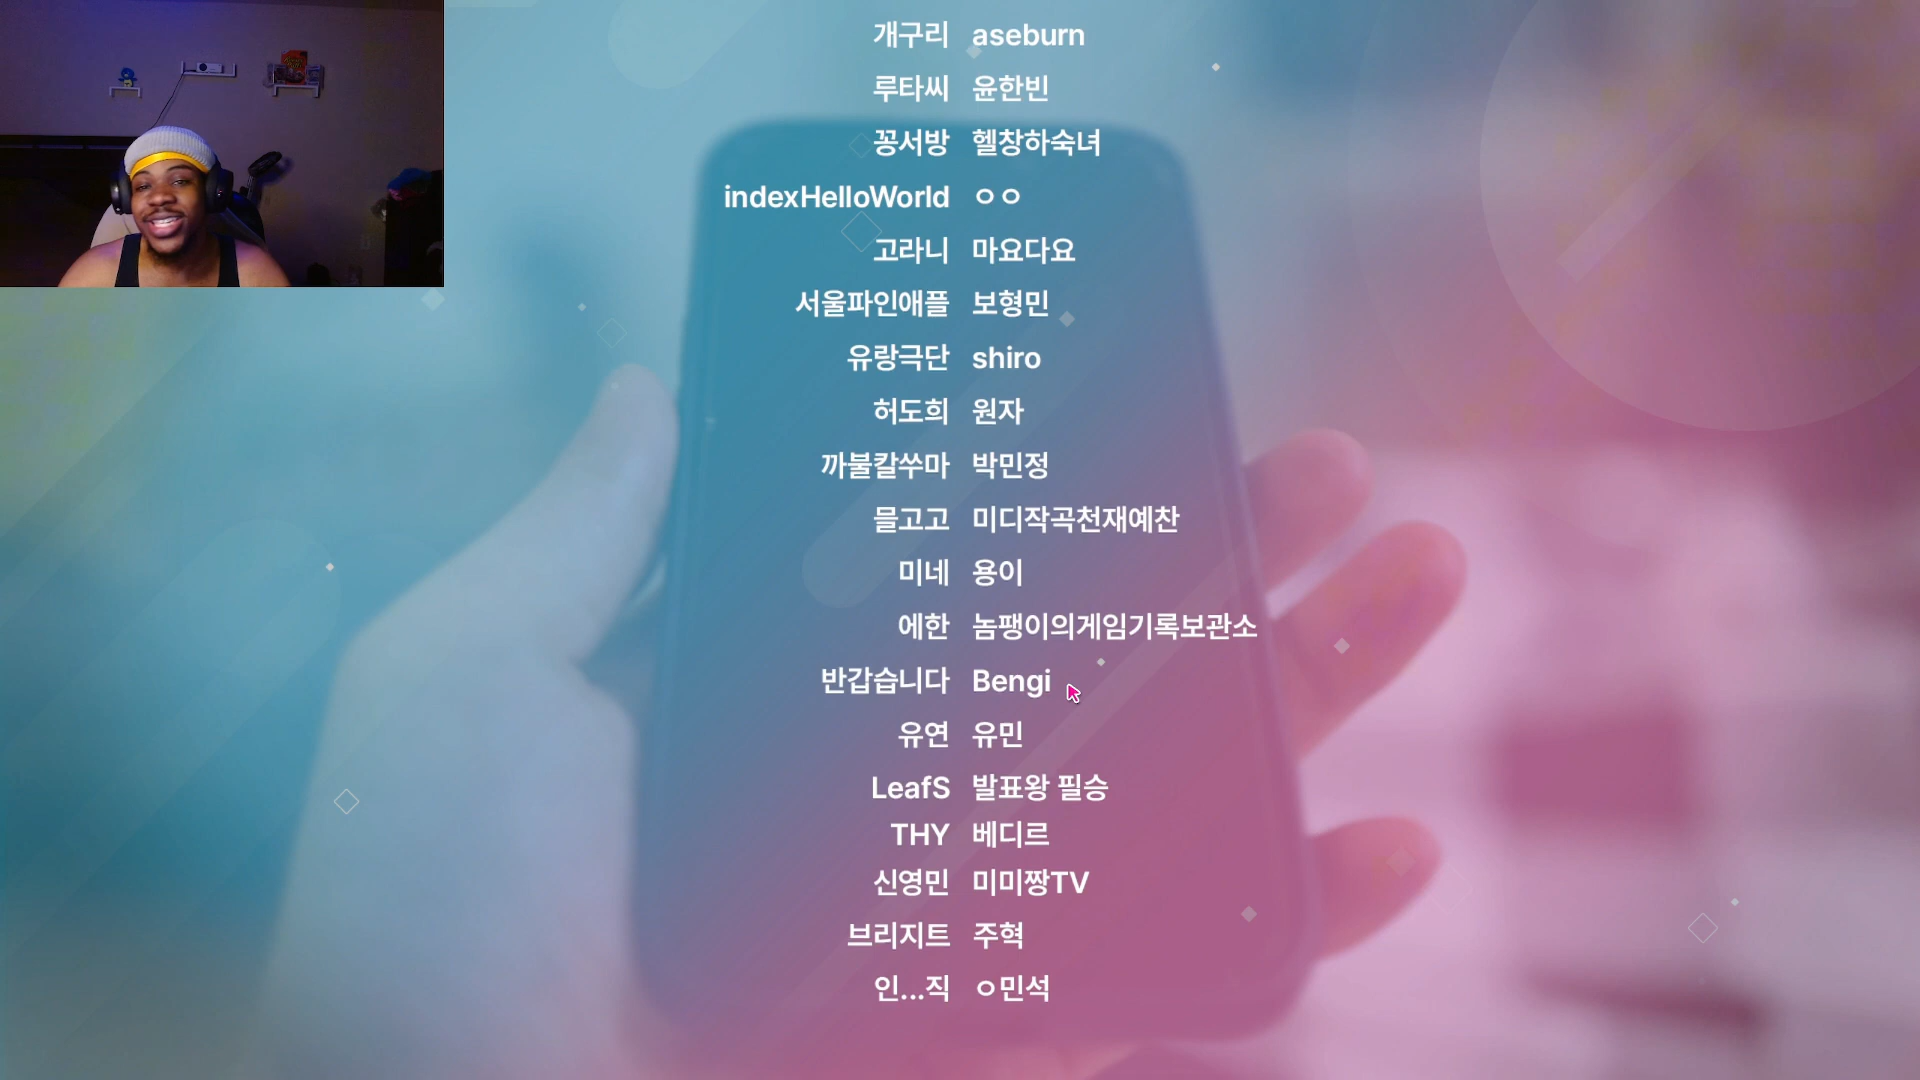 개구리 aseburn
루타씨 윤한빈
꽁서방 헬창하숙녀
indexHelloWorld ㅇㅇ
고라니 마요다요
서울파인애플 보형민
유랑극단 shiro
허도희 원자
까불칼쑤마 박민정
믈고고 미디작곡천재예찬
미네 용이
에한 놈팽이의게임기록보관소
반갑습니다 Bengi
유연 유민
LeafS 발표왕 필승
THY 베디르
신영민 미미짱TV
브리지트 주혁
인...직 ㅇ민석